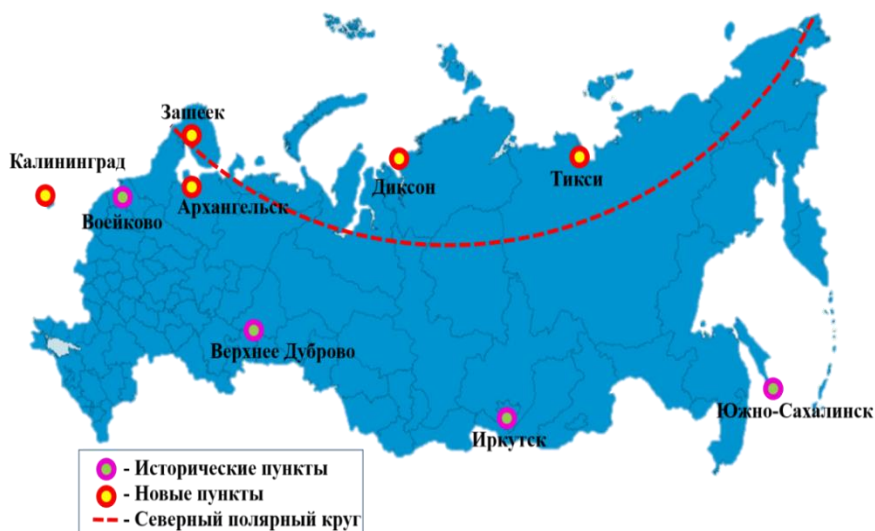 Зашеек
Калининград
Диксон
Тикси
Архангельск
Воейково
Верхнее Дуброво
Южно-Сахалинск
Иркутск
- Исторические пункты
- Новые пункты
- Северный полярный круг